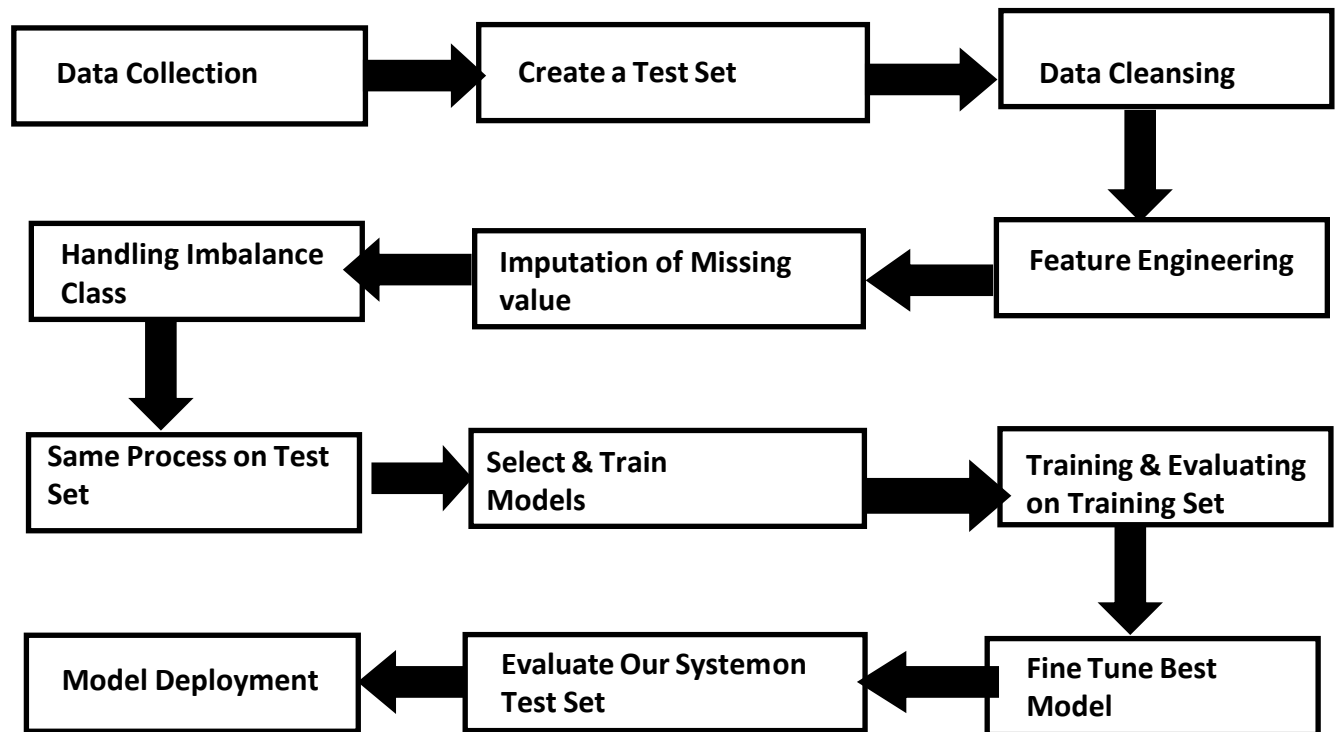 Data Collection
Create a Test Set
Data Cleansing
Feature Engineering
Imputation of Missing
value
Handling Imbalance
Class
Same Process on Test
Set
Select & Train
Models
Training & Evaluating
on Training Set
Fine Tune Best
Model
Evaluate Our Systemon
Test Set
Model Deployment